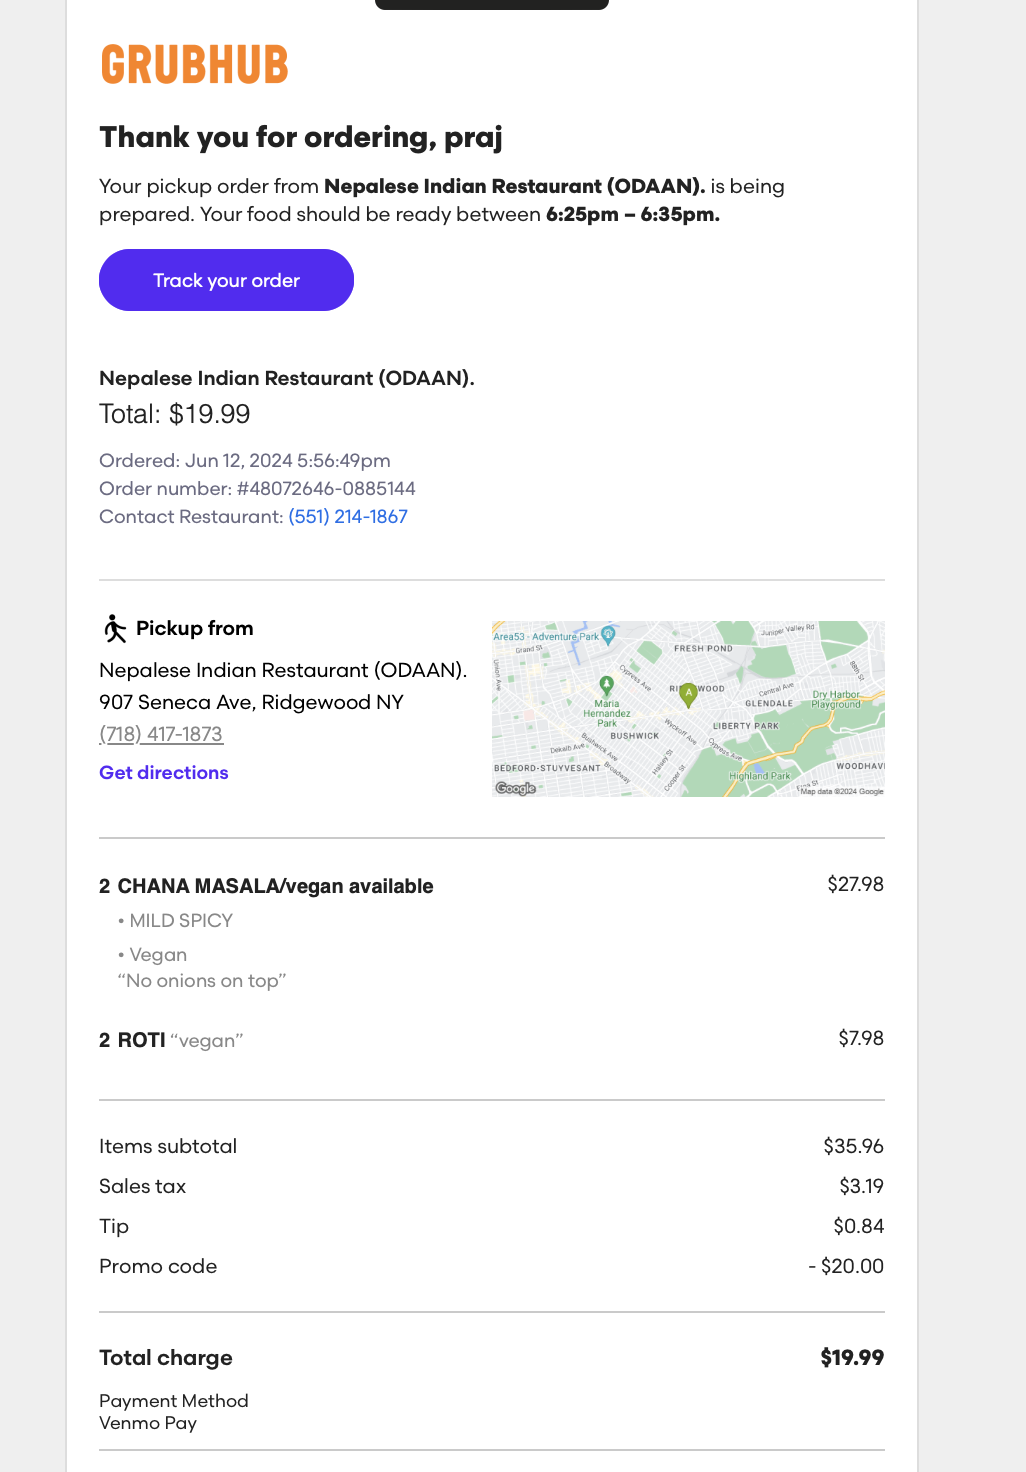 GRUBHUB
Thank you for ordering, praj
Your pickup order from Nepalese Indian Restaurant (ODAAN). is being
prepared. Your food should be ready between 6:25pm – 6:35pm.
Track your order
Nepalese Indian Restaurant (ODAAN).
Total: $19.99
Ordered: Jun 12, 2024 5:56:49pm
Order number: #48072646-0885144
Contact Restaurant: (551) 214-1867
Pickup from
Nepalese Indian Restaurant (ODAAN).
907 Seneca Ave, Ridgewood NY
(718) 417-1873
Get directions
Area53 - Adventure Park
Grand St
Juniper Valley Rd
FRESH POND
Union Ave
Cypress Ave
88th St
A
Central Ave
Maria
Hernandez
Park
GLENDALE
Dry Harbor
Playground
LIBERTY PARK
Wyckoff Ave
BUSHWICK
Bushwick Ave
Dekalb Ave
Cypress Ave
Halsey St
Broadway
Cooper St
BEDFORD-STUYVESANT
Highland Park
WOODHAV
Google
Map data ©2024 Google
2 CHANA MASALA/vegan available
$27.98
• MILD SPICY
• Vegan
“No onions on top”
2 ROTI “vegan”
$7.98
Items subtotal
$35.96
Sales tax
$3.19
Tip
$0.84
Promo code
- $20.00
Total charge
$19.99
Payment Method
Venmo Pay